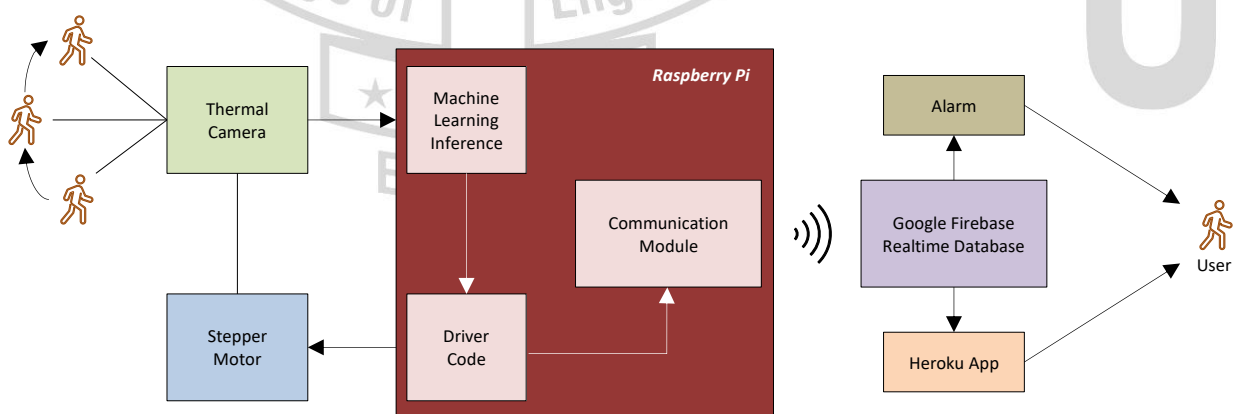 Raspberry Pi
Thermal
Camera
Machine
Learning
Inference
Alarm
Communication
Module
Google Firebase
Realtime Database
User
Stepper
Motor
Driver
Code
Heroku App